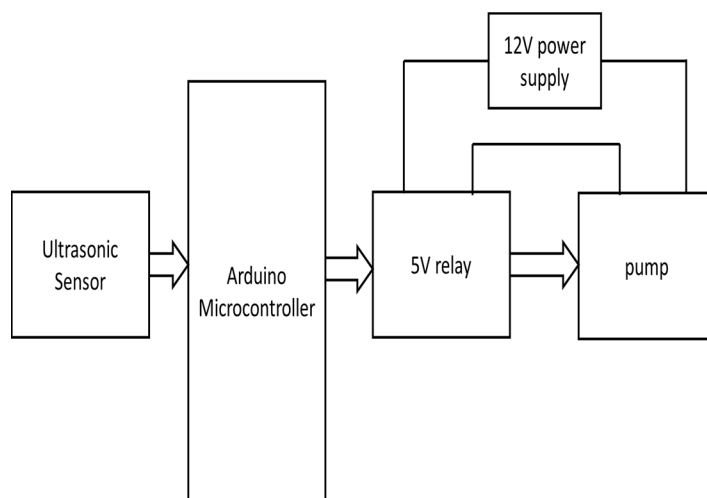 12V power
supply
Ultrasonic
Sensor
Arduino
Microcontroller
5V relay
pump